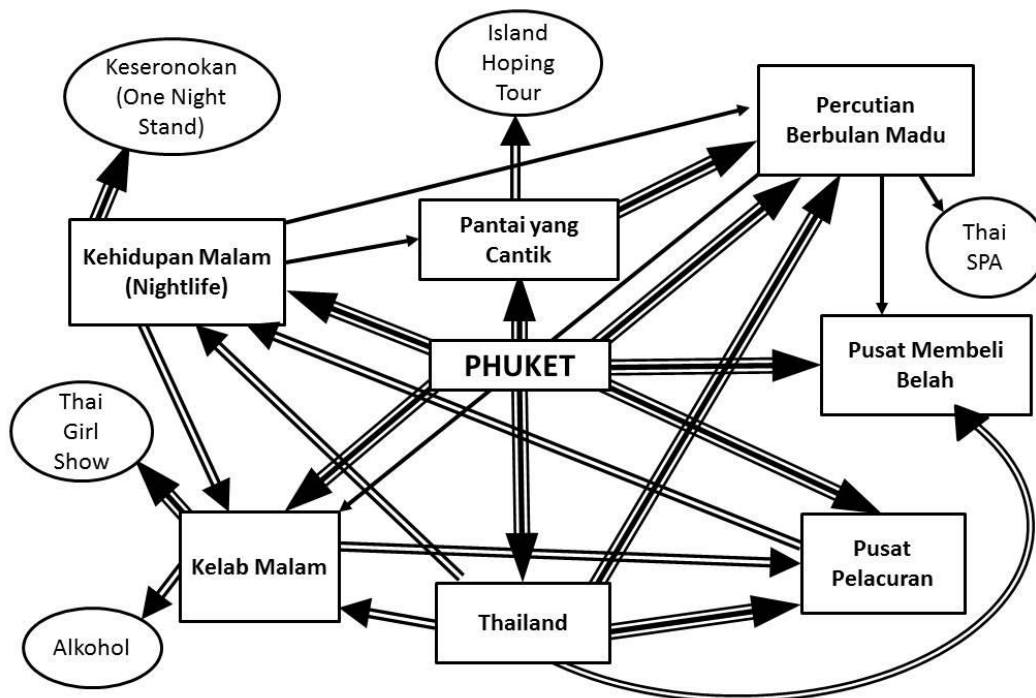 Keseronokan
(One Night
Stand)
Island
Hoping
Tour
Percutian
Berbulan Madu
Kehidupan Malam
(Nightlife)
Pantai yang
Cantik
Thai
SPA
PHUKET
Pusat Membeli
Belah
Thai
Girl
Show
Kelab Malam
Pusat
Pelacuran
Thailand
Alkohol